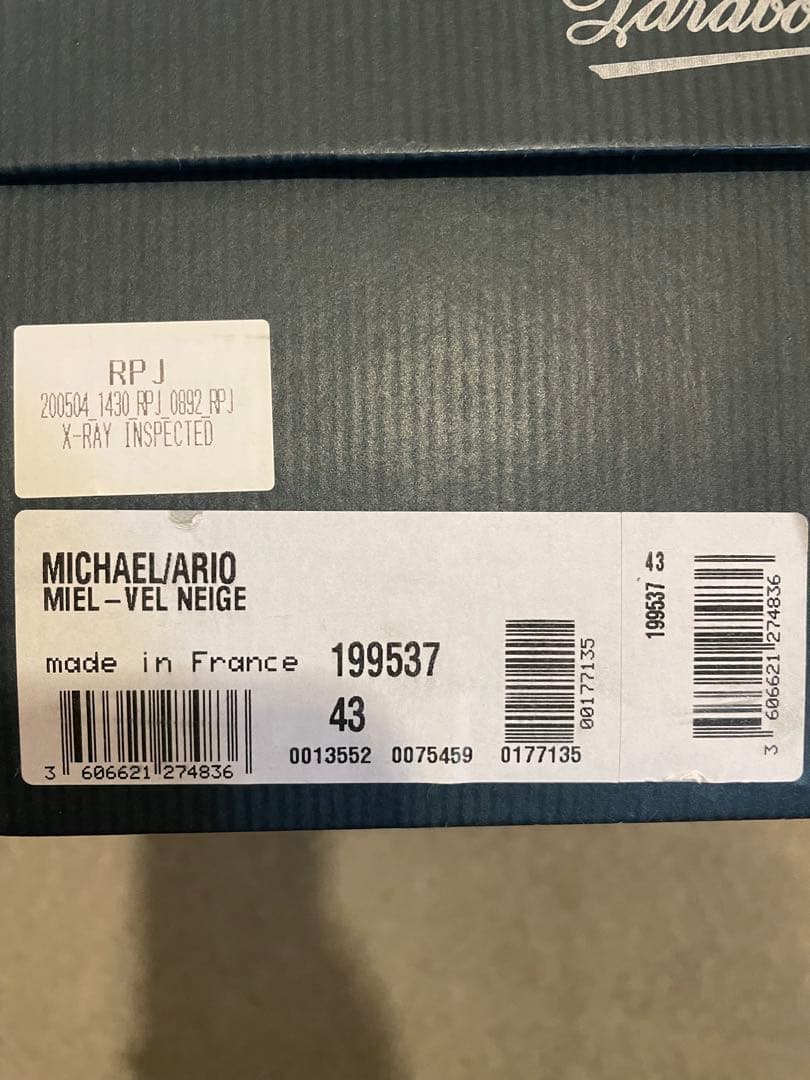 RPJ
200504_1430_RPJ_0892_RPJ
X-RAY INSPECTED
MICHAEL/ARIO
MIEL-VEL NEIGE
made in France 199537
43
3 606621 274836
0013552 0075459 0177135
00177135
199537 43
3 606621 274836